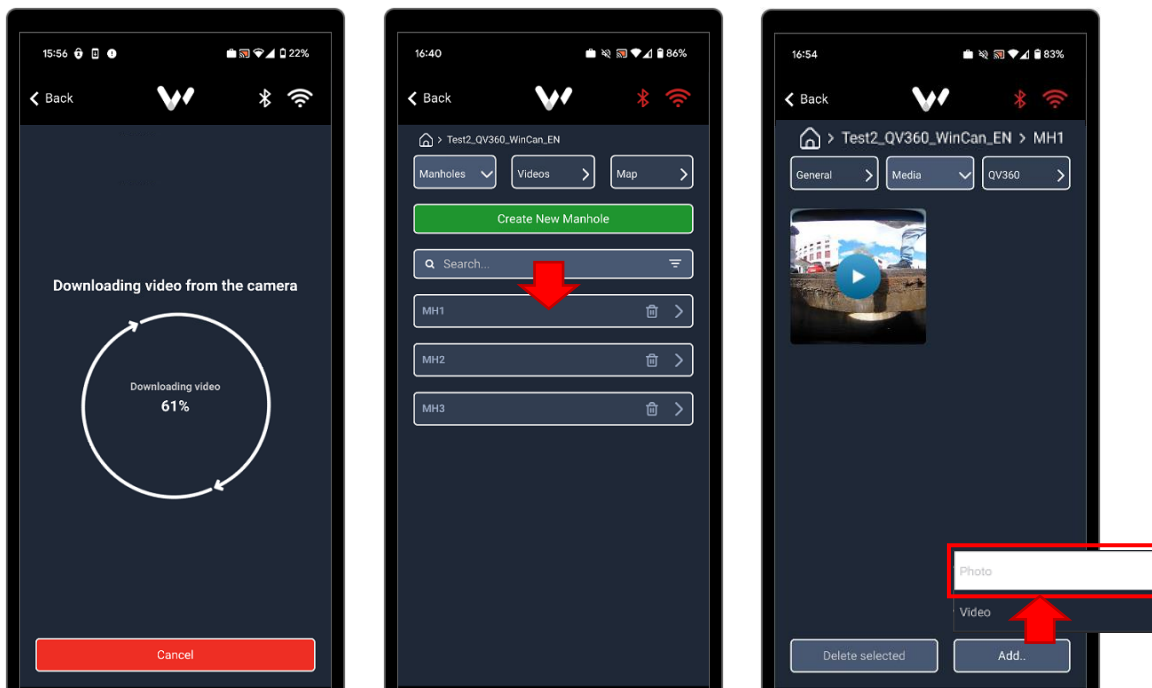 15:56 22%
Back
Downloading video from the camera
Downloading video
61%
Cancel
16:40 86%
Back
> Test2_QV360_WinCan_EN
Manholes Videos Map
Create New Manhole
Search...
MH1
MH2
MH3
16:54 83%
Back
> Test2_QV360_WinCan_EN > MH1
General Media QV360
Photo
Video
Delete selected Add..